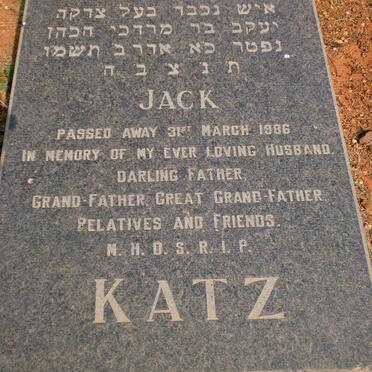 איש נכבד בעל צדקה
יעקב בר מרדכי הכהן
נפטר כא אדר ב תשמו
ת נ צ ב ה
JACK
PASSED AWAY 31ST MARCH 1986
IN MEMORY OF MY EVER LOVING HUSBAND.
DARLING FATHER,
GRAND-FATHER, GREAT GRAND-FATHER
RELATIVES AND FRIENDS.
M. H. D. S. R. I. P.
KATZ